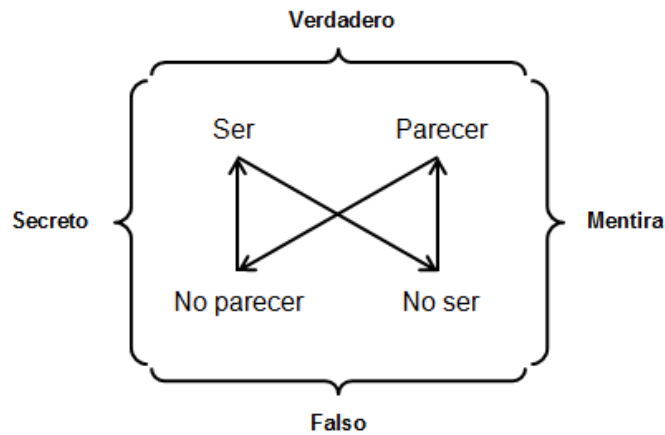 Verdadero
Ser Parecer
Secreto Mentira
No parecer No ser
Falso